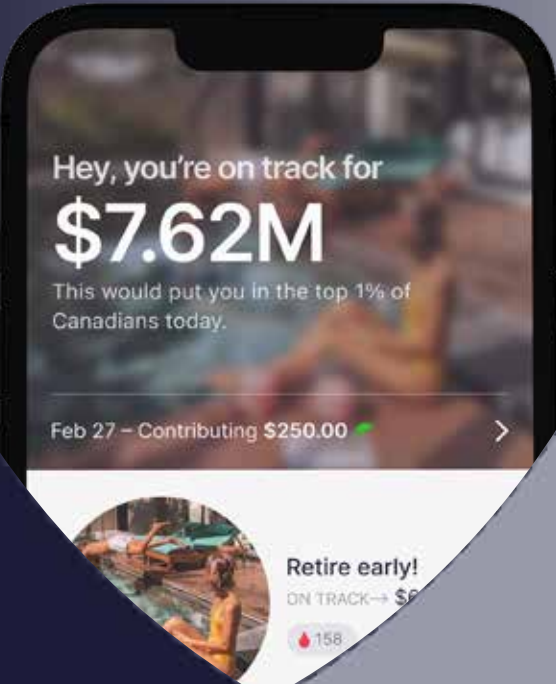 Hey, you're on track for
$7.62M
This would put you in the top 1% of
Canadians today.
Feb 27 – Contributing $250.00
Retire early!
ON TRACK→
158